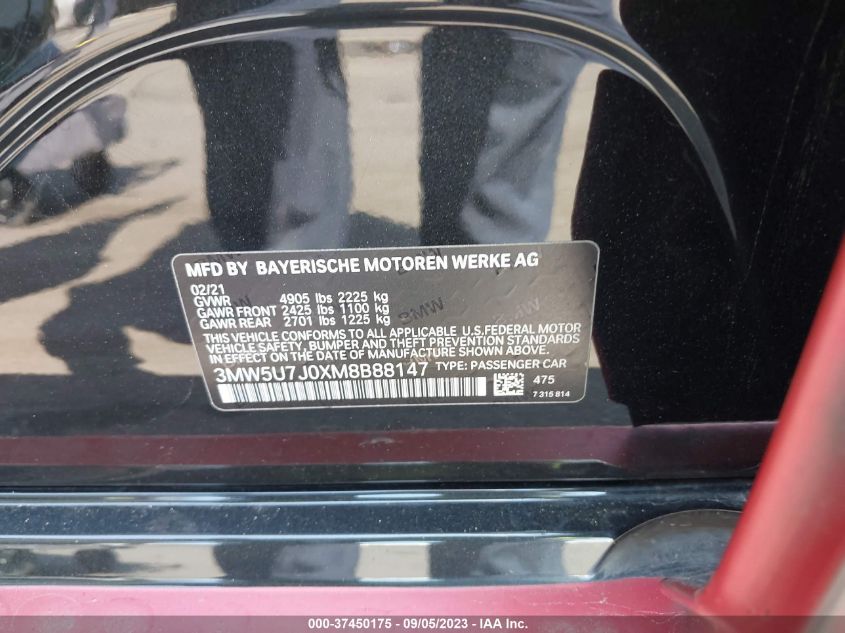 MFD BY BAYERISCHE MOTOREN WERKE AG
02/21
GVWR 4905 lbs 2225 kg
GAWR FRONT 2425 lbs 1100 kg
GAWR REAR 2701 lbs 1225 kg
THIS VEHICLE CONFORMS TO ALL APPLICABLE U.S.FEDERAL MOTOR
VEHICLE SAFETY, BUMPER, AND THEFT PREVENTION STANDARDS
IN EFFECT ON THE DATE OF MANUFACTURE SHOWN ABOVE.
3MW5U7J0XM8B88147 TYPE: PASSENGER CAR
475
7 315 814
000-37450175 - 09/05/2023 - IAA Inc.